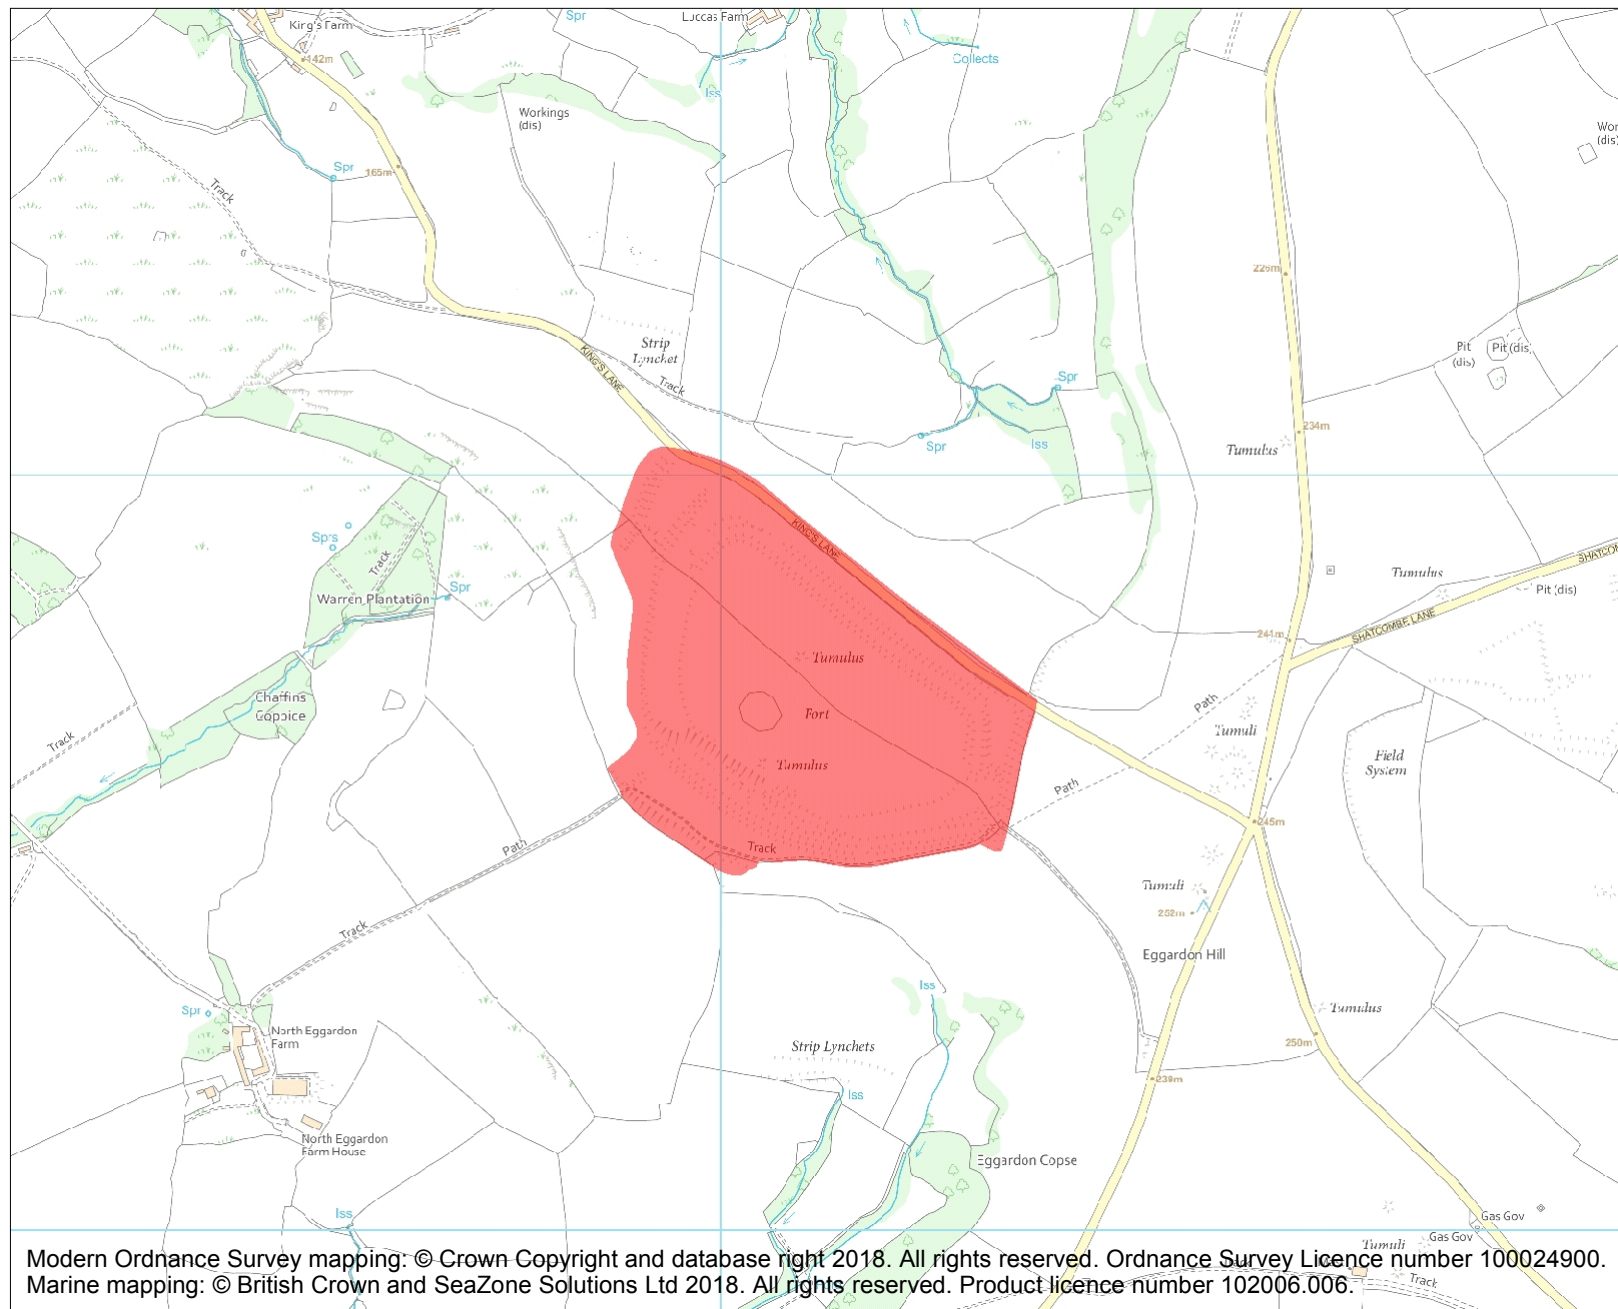 King's Farm
Spr
Luccas Farm
Collects
142m
Iss
Workings
(dis)
Spr
165m
Track
226m
Strip
Lynchet
Pit
(dis)
Pit (dis)
KING'S LANE
Track
Spr
234m
Tumulus
Spr
Iss
KING'S LANE
Sprs
Track
Tumulus
Pit (dis)
Spr
Warren Plantation
SHATCOMBE LANE
244m
Tumulus
Chaffins
Coppice
Fort
Path
Tumuli
Track
Tumulus
Field
System
Path
245m
Path
Track
Tumuli
252m
Track
Eggardon Hill
Iss
Spr
Tumulus
North Eggardon
Farm
Strip Lynchets
250m
239m
Iss
North Eggardon
Farm House
Eggardon Copse
Iss
Gas Gov
Gas Gov
Tumuli
Modern Ordnance Survey mapping: © Crown Copyright and database right 2018. All rights reserved. Ordnance Survey Licence number 100024900.
Marine mapping: © British Crown and SeaZone Solutions Ltd 2018. All rights reserved. Product licence number 102006.006.
Track